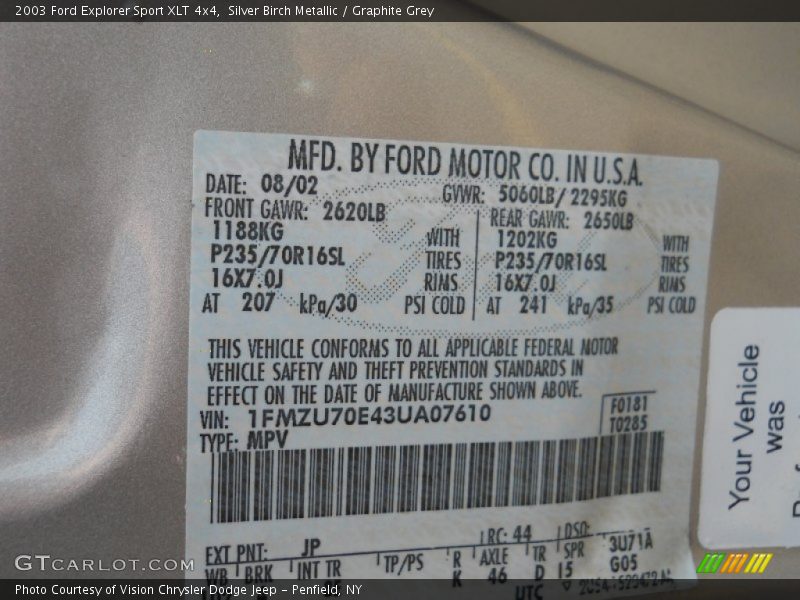 2003 Ford Explorer Sport XLT 4x4, Silver Birch Metallic / Graphite Grey
MFD. BY FORD MOTOR CO. IN U.S.A.
DATE: 08/02 GVWR: 5060LB/ 2295KG
FRONT GAWR: 2620LB REAR GAWR: 2650LB
1188KG WITH 1202KG WITH
P235/70R16SL TIRES P235/70R16SL TIRES
16X7.0J RIMS 16X7.0J RIMS
AT 207 kPa/30 PSI COLD AT 241 kPa/35 PSI COLD
THIS VEHICLE CONFORMS TO ALL APPLICABLE FEDERAL MOTOR
VEHICLE SAFETY AND THEFT PREVENTION STANDARDS IN
EFFECT ON THE DATE OF MANUFACTURE SHOWN ABOVE.
VIN: 1FMZU70E43UA07610 F0181
TYPE: MPV T0285
EXT PNT: JP RC: 44 DSO:
WB BRK INT TR TP/PS R AXLE TR SPR 3U71A
K 46 D 15 G05
UTC
Your Vehicle
was
GTCARLOT.COM
Photo Courtesy of Vision Chrysler Dodge Jeep – Penfield, NY